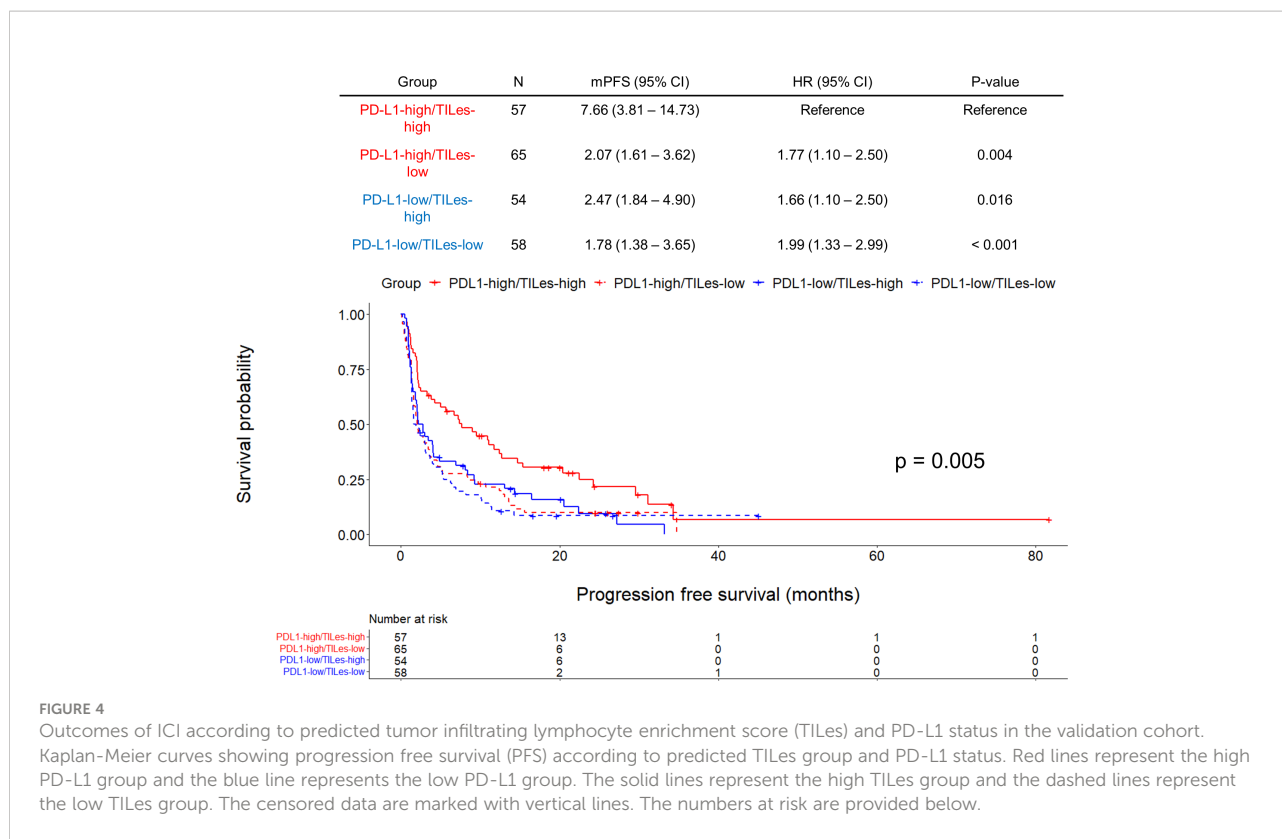 Group N mPFS (95% CI) HR (95% CI) P-value
PD-L1-high/TILes-
high 57 7.66 (3.81 – 14.73) Reference Reference
PD-L1-high/TILes-
low 65 2.07 (1.61 – 3.62) 1.77 (1.10 – 2.50) 0.004
PD-L1-low/TILes-
high 54 2.47 (1.84 – 4.90) 1.66 (1.10 – 2.50) 0.016
PD-L1-low/TILes-low 58 1.78 (1.38 – 3.65) 1.99 (1.33 – 2.99) < 0.001
Group PDL1-high/TILes-high PDL1-high/TILes-low PDL1-low/TILes-high PDL1-low/TILes-low
Survival probability
1.00
0.75
0.50
0.25
0.00
p = 0.005
0 20 40 60 80
Progression free survival (months)
Number at risk
PDL1-high/TILes-high 57 13 1 1 1
PDL1-high/TILes-low 65 6 0 0 0
PDL1-low/TILes-high 54 6 0 0 0
PDL1-low/TILes-low 58 2 1 0 0
FIGURE 4
Outcomes of ICI according to predicted tumor infiltrating lymphocyte enrichment score (TILes) and PD-L1 status in the validation cohort.
Kaplan-Meier curves showing progression free survival (PFS) according to predicted TILes group and PD-L1 status. Red lines represent the high
PD-L1 group and the blue line represents the low PD-L1 group. The solid lines represent the high TILes group and the dashed lines represent
the low TILes group. The censored data are marked with vertical lines. The numbers at risk are provided below.